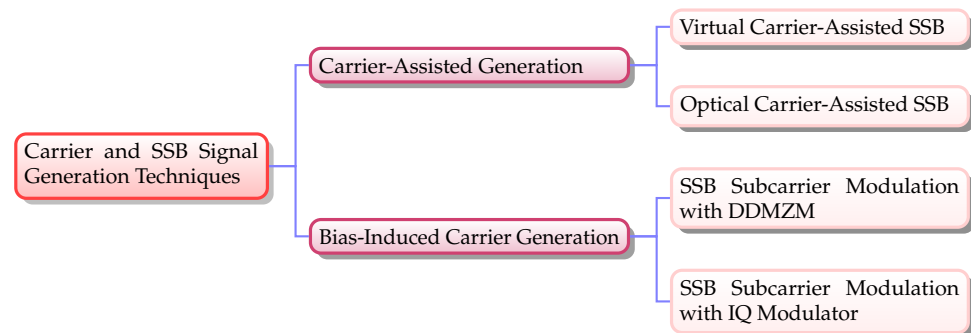 Carrier and SSB Signal
Generation Techniques
Carrier-Assisted Generation
Virtual Carrier-Assisted SSB
Optical Carrier-Assisted SSB
Bias-Induced Carrier Generation
SSB Subcarrier Modulation
with DDMZM
SSB Subcarrier Modulation
with IQ Modulator